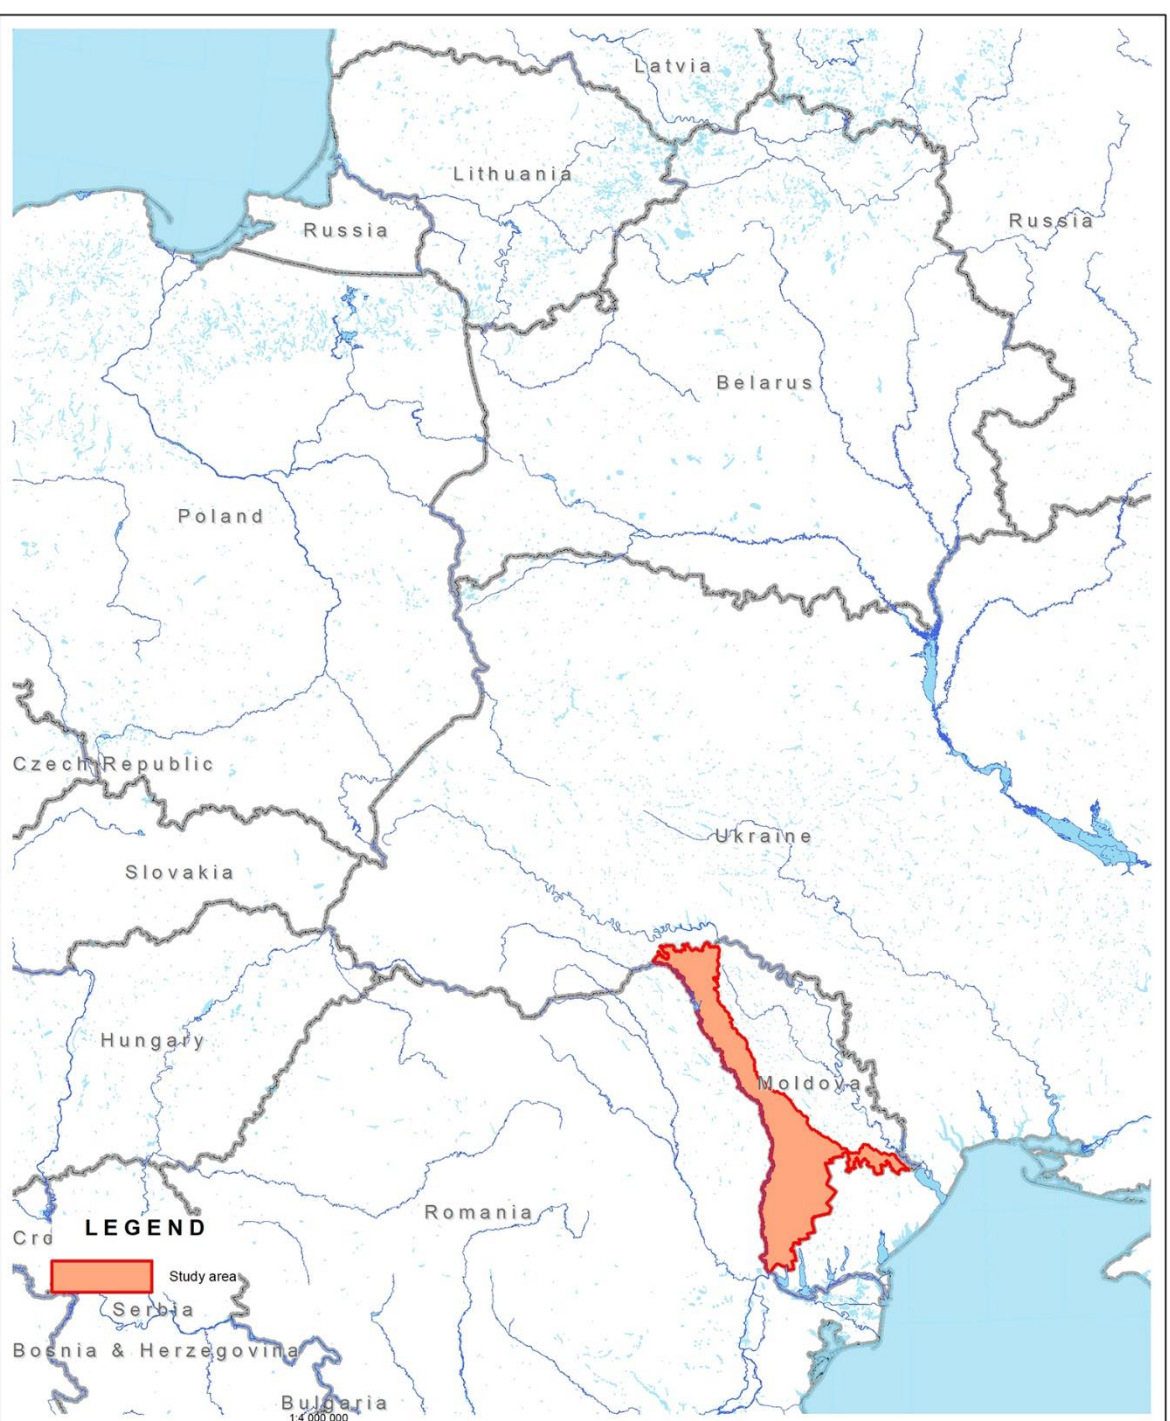 Latvia
Lithuania
Russia
Russia
Belarus
Poland
Czech Republic
Ukraine
Slovakia
Hungary
Moldova
Romania
LEGEND
Cro
Study area
Serbia
Bosnia & Herzegovina
Bulgaria
1:4 000 000